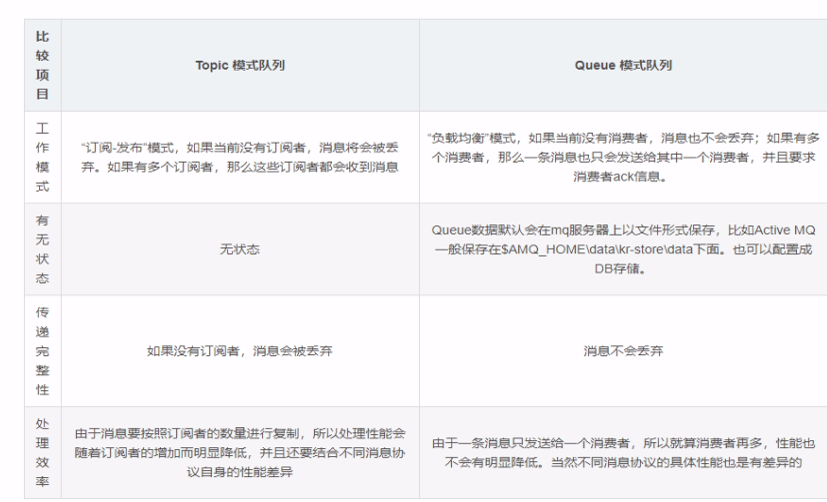 比
较
项
目
Topic 模式队列
Queue 模式队列
工
作
模
式
“订阅-发布”模式，如果当前没有订阅者，消息将会被丢
弃。如果有多个订阅者，那么这些订阅者都会收到消息
“负载均衡”模式，如果当前没有消费者，消息也不会丢弃；如果有多
个消费者，那么一条消息也只会发送给其中一个消费者，并且要求
消费者ack信息。
有
无
状
态
无状态
Queue数据默认会在mq服务器上以文件形式保存，比如Active MQ
一般保存在$AMQ_HOME\data\kr-store\data下面。也可以配置成
DB存储。
传
递
完
整
性
如果没有订阅者，消息会被丢弃
消息不会丢弃
处
理
效
率
由于消息要按照订阅者的数量进行复制，所以处理性能会
随着订阅者的增加而明显降低，并且还要结合不同消息协
议自身的性能差异
由于一条消息只发送给一个消费者，所以就算消费者再多，性能也
不会有明显降低。当然不同消息协议的具体性能也是有差异的